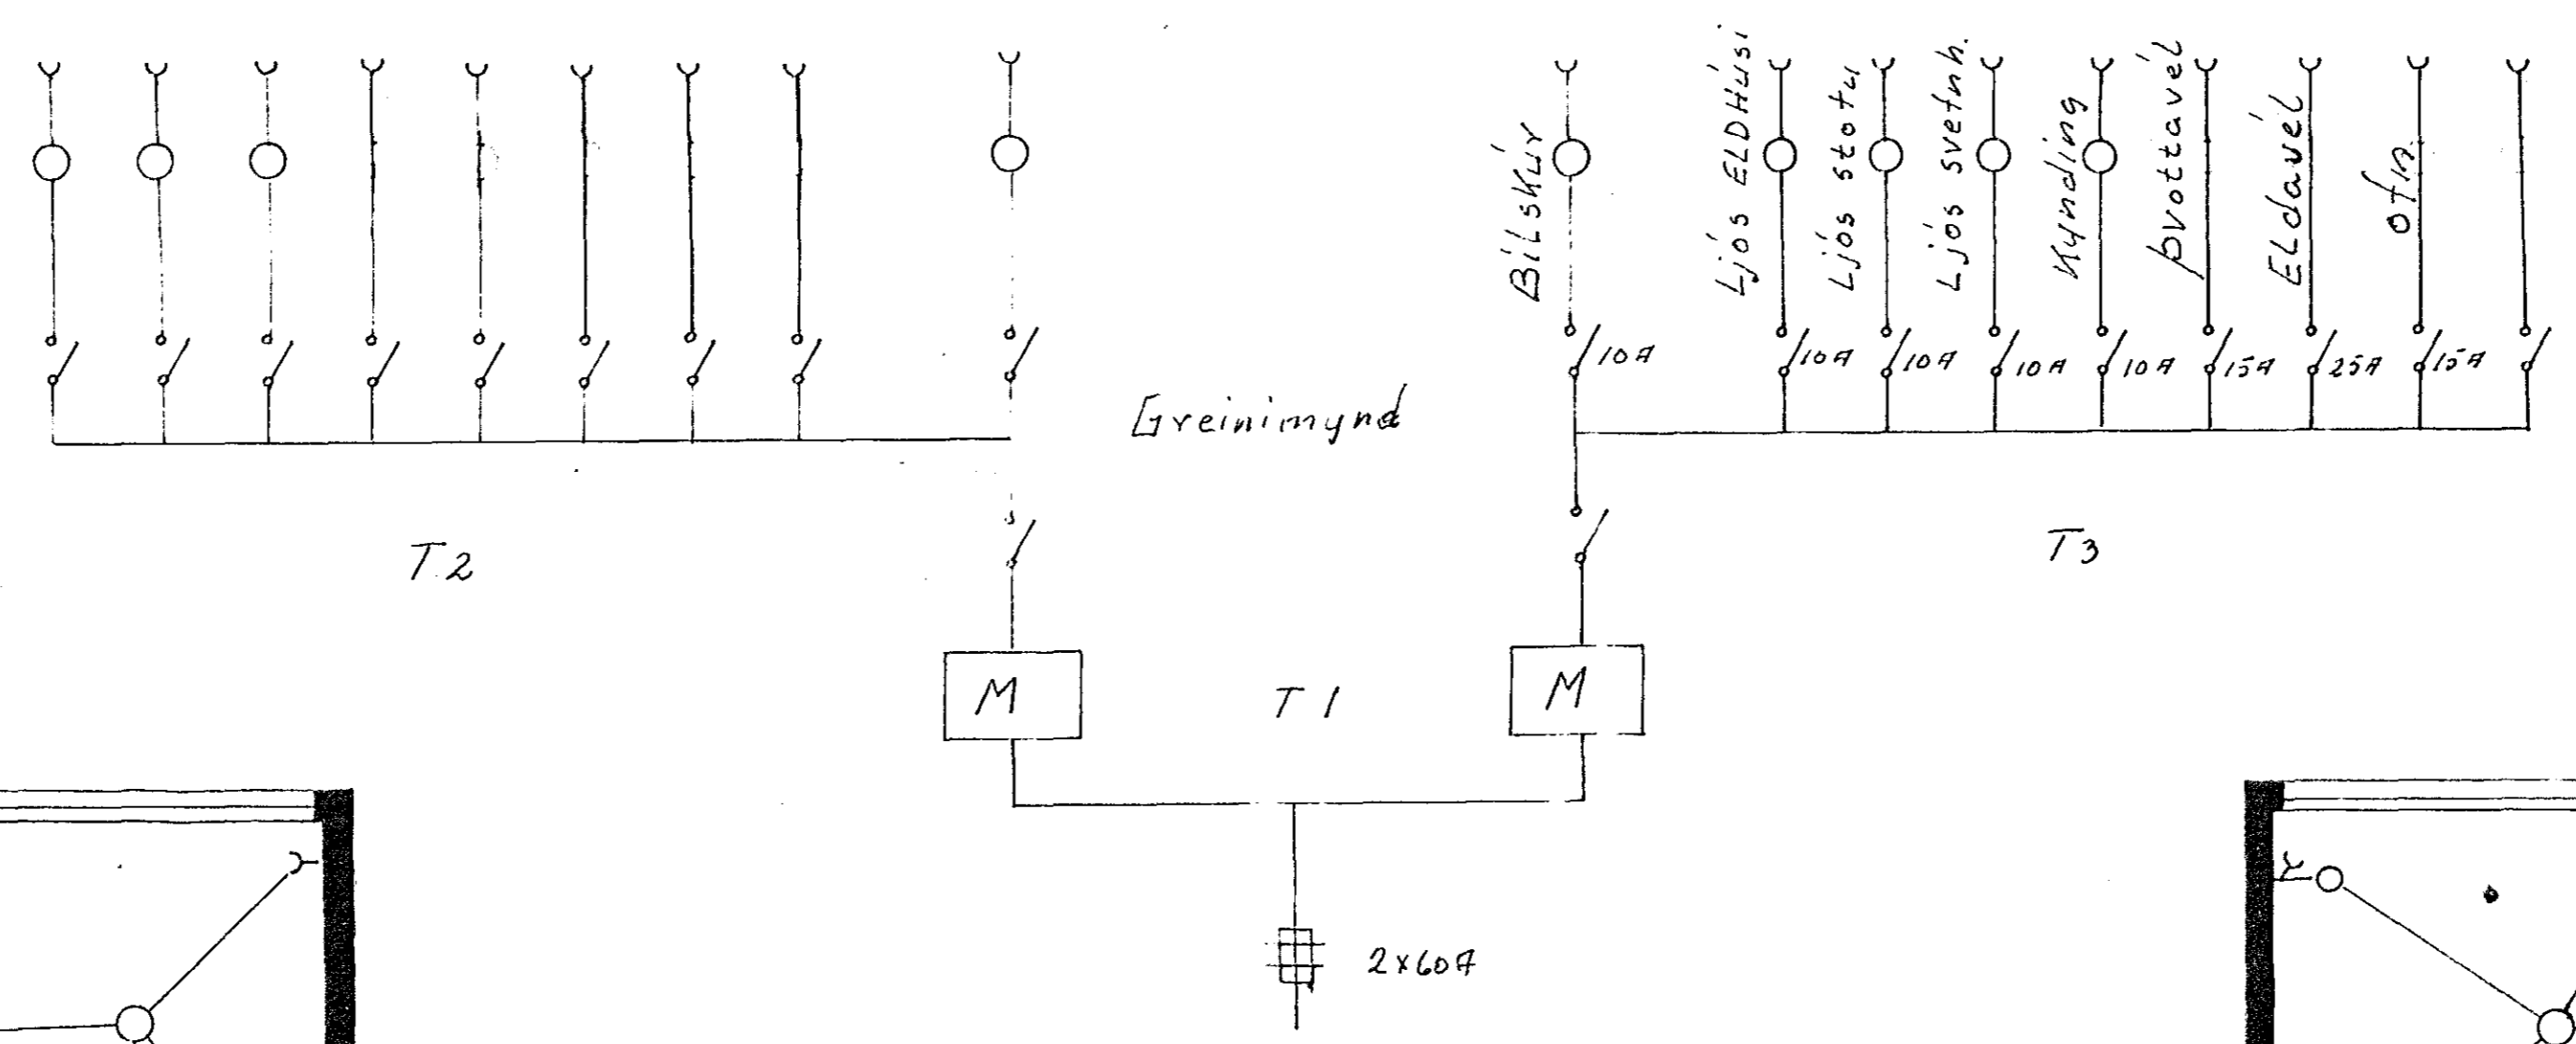 Bílskúr
Ljós ELDHúsi
Ljós stotu
Ljós svefnh.
Kynding
þvottavél
ELdavél
ofn
10A
10A
10A
10A
10A
15A
25A
15A
Greinimynd
T2
T3
M
T1
M
2x60A